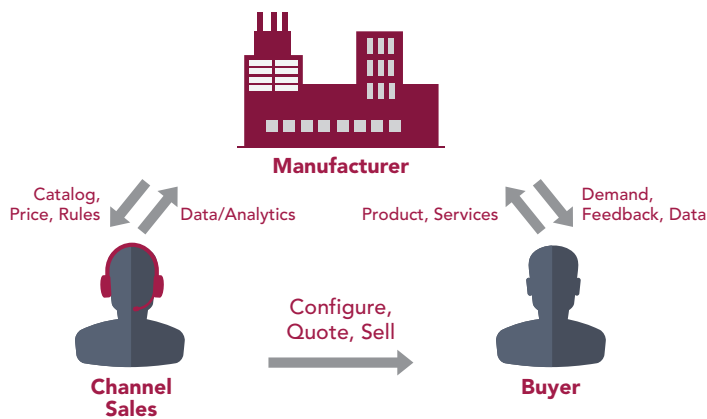 Manufacturer
Catalog,
Price, Rules
Data/Analytics
Product, Services
Demand,
Feedback, Data
Configure,
Quote, Sell
Channel
Sales
Buyer